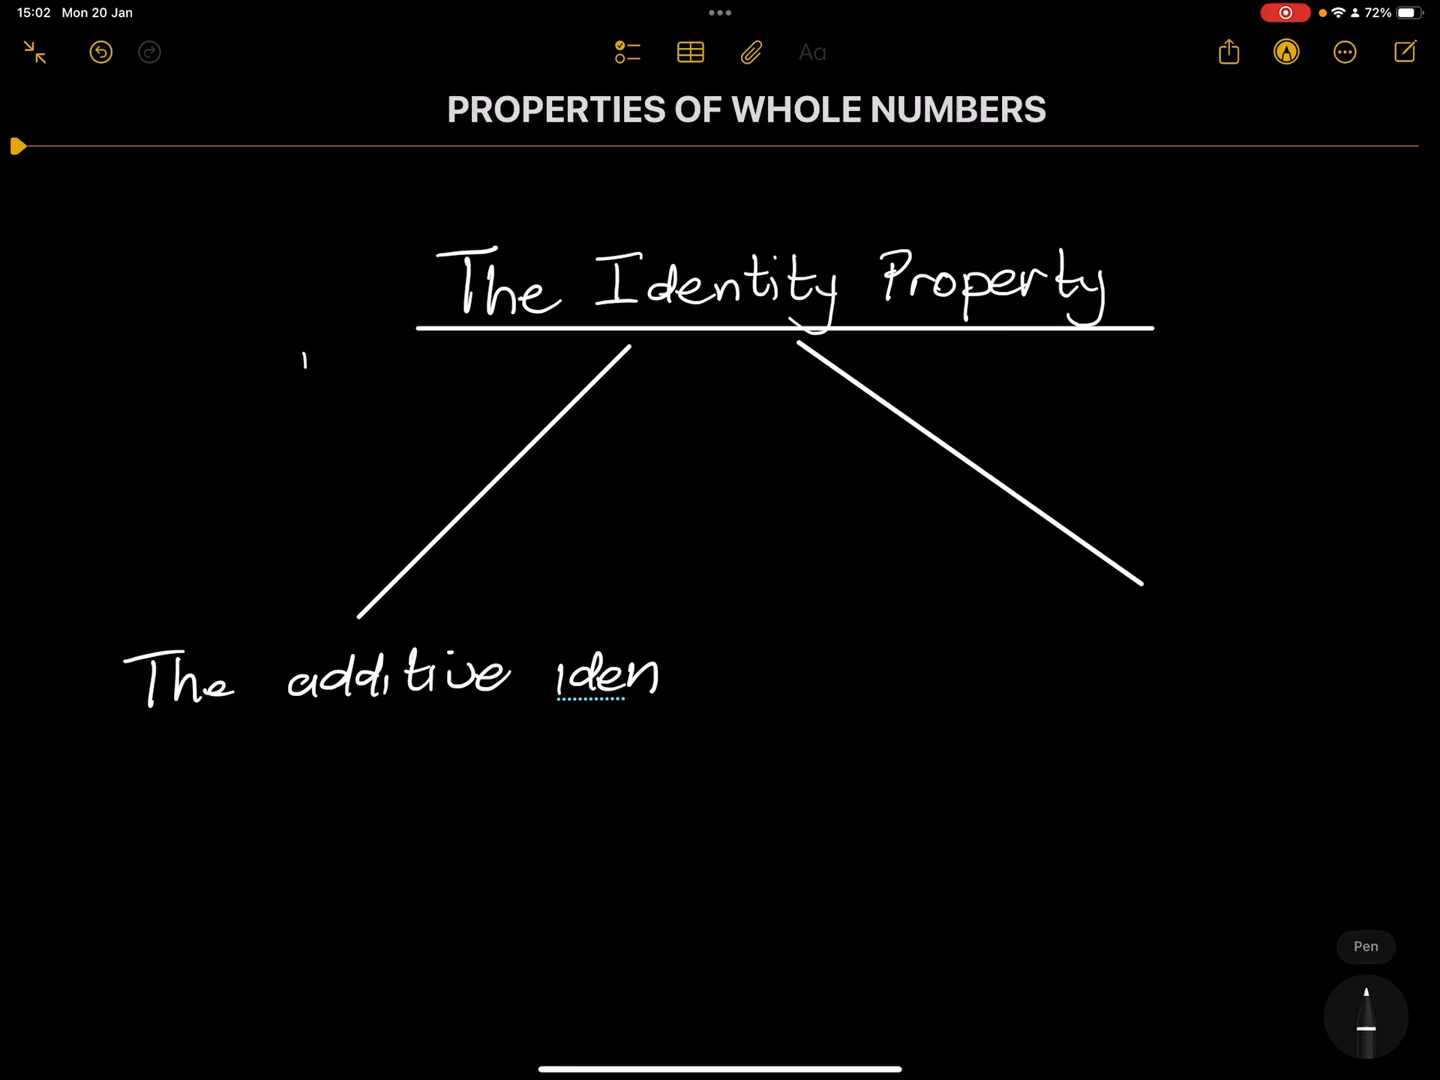 15:02 Mon 20 Jan
72%
Aa
PROPERTIES OF WHOLE NUMBERS
The Identity Property
The additive iden
Pen